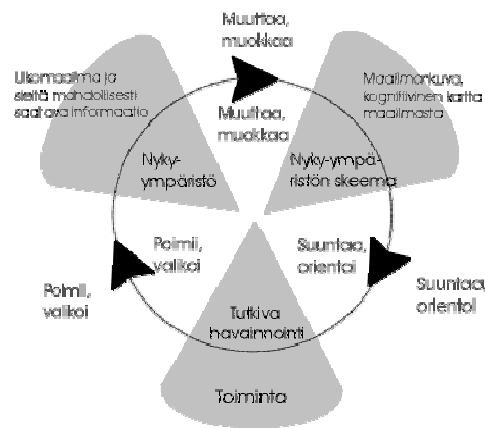 Muuttaa,
muokkaa
Ulkomaailma ja
sieltä mahdollisesti
saatava informaatio
Maailmankuva,
kognitiivinen kartta
maailmasta
Muuttaa,
muokkaa
Nyky-
ympäristö
Nyky-ympä-
ristön skeema
Poimii,
valikoi
Suuntaa,
orientoi
Poimii,
valikoi
Suuntaa,
orientoi
Tutkiva
havainnointi
Toiminta